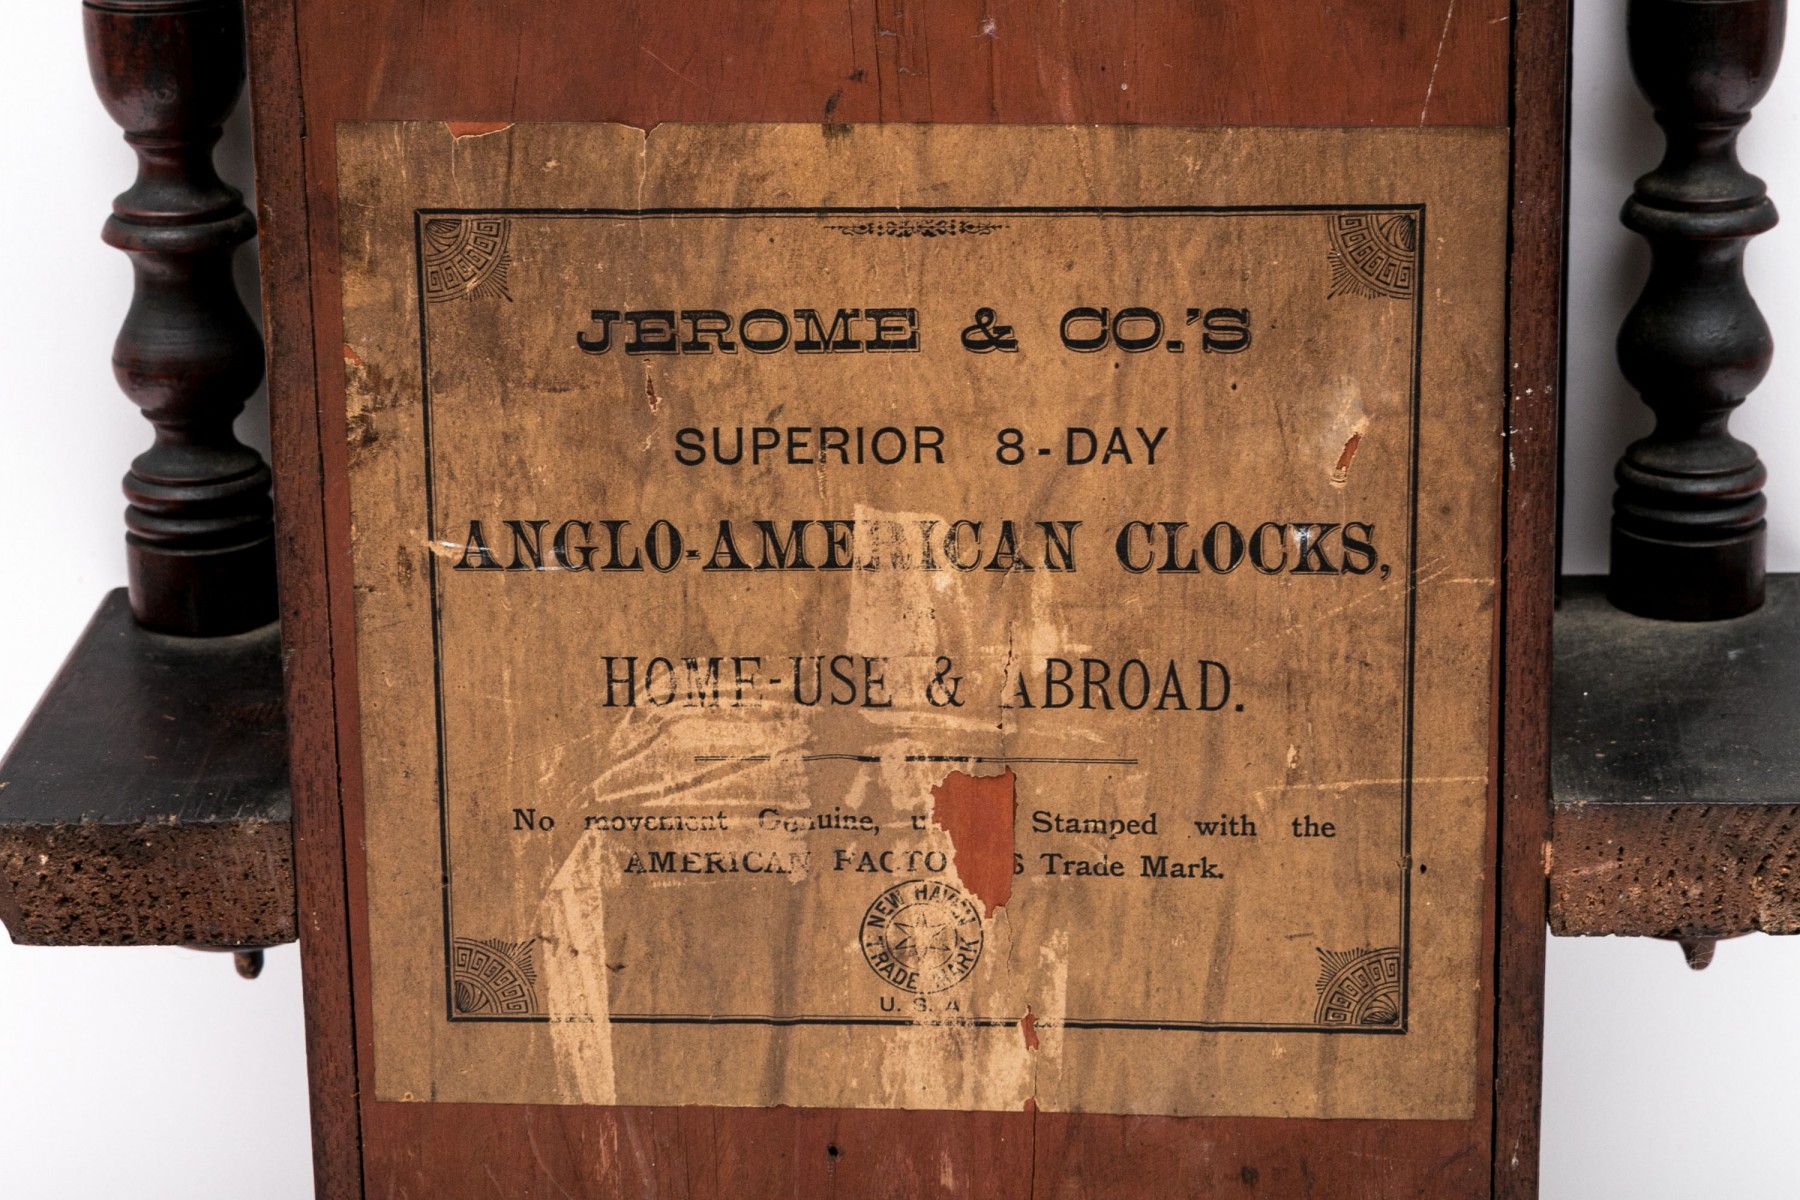 JEROME & CO.'S
SUPERIOR 8-DAY
ANGLO-AMERICAN CLOCKS,
HOME-USE & ABROAD.
No movement Genuine, Stamped with the
AMERICAN Trade Mark.
NEW HAVEN
TRADE MARK
U. S. A